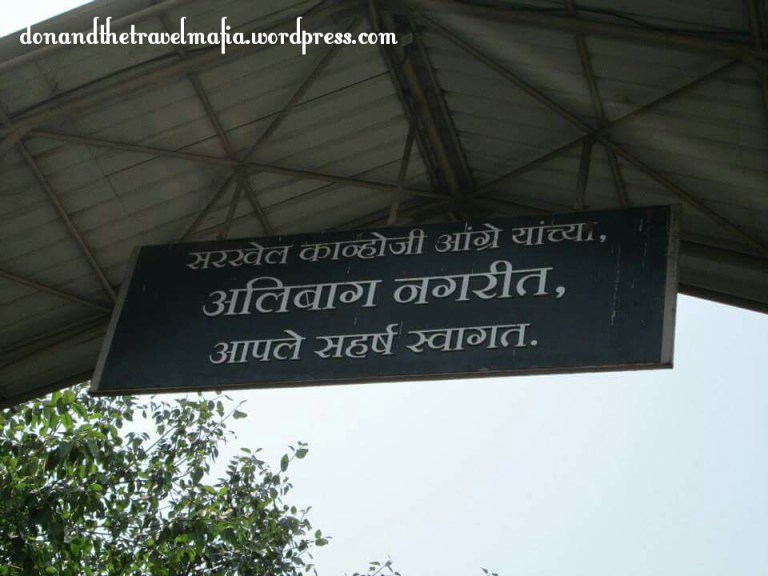 donandthetravelmafia.wordpress.com
सरखेल कान्होजी आंग्रे यांच्या,
अलिबाग नगरीत,
आपले सहर्ष स्वागत.